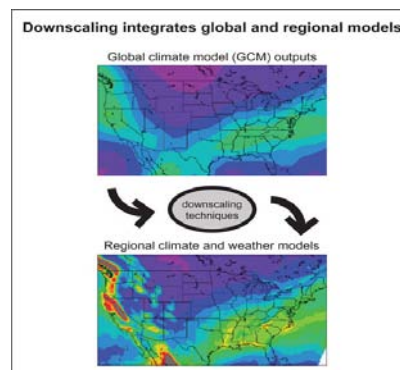 Downscaling integrates global and regional models
Global climate model (GCM) outputs
downscaling
techniques
Regional climate and weather models